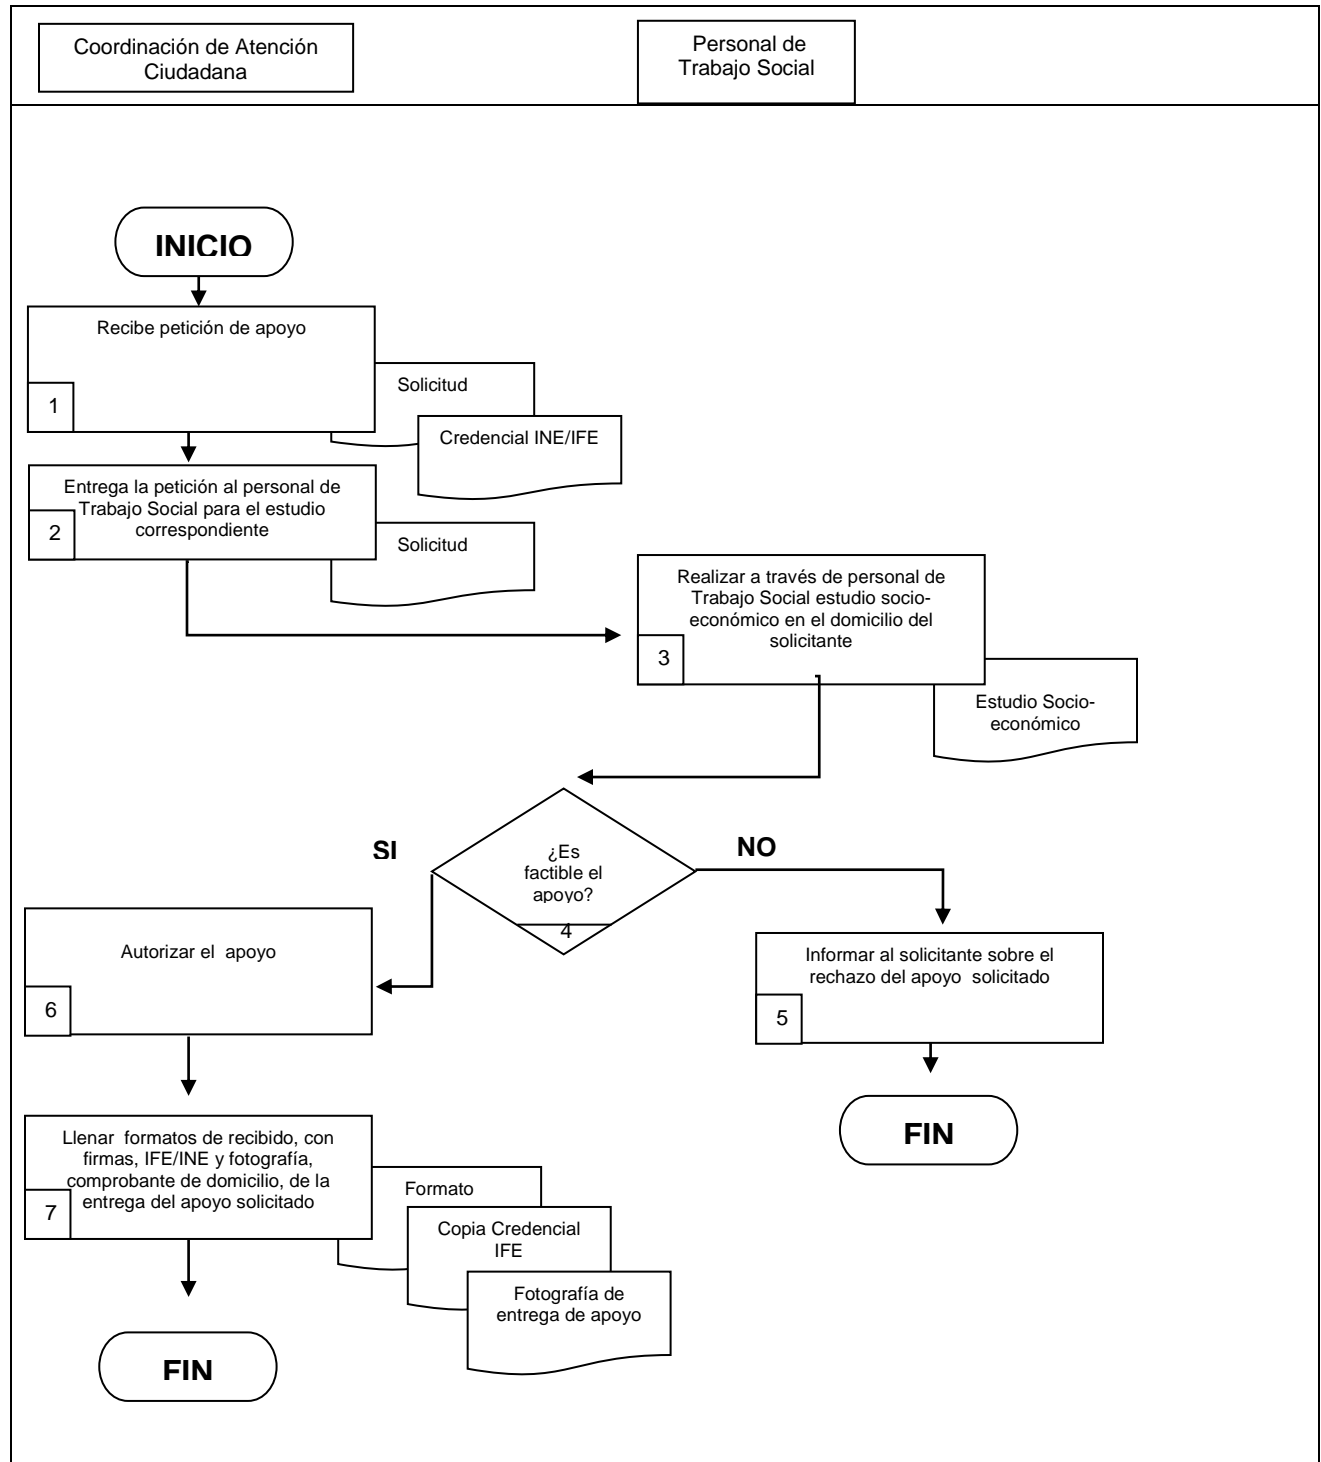 Coordinación de Atención
Ciudadana
Personal de
Trabajo Social
INICIO
Recibe petición de apoyo
1
Solicitud
Credencial INE/IFE
Entrega la petición al personal de
Trabajo Social para el estudio
correspondiente
2
Solicitud
Realizar a través de personal de
Trabajo Social estudio socio-
económico en el domicilio del
solicitante
3
Estudio Socio-
económico
¿Es
factible el
apoyo?
4
SI
NO
Autorizar el apoyo
6
Informar al solicitante sobre el
rechazo del apoyo solicitado
5
FIN
Llenar formatos de recibido, con
firmas, IFE/INE y fotografía,
comprobante de domicilio, de la
entrega del apoyo solicitado
7
Formato
Copia Credencial
IFE
Fotografía de
entrega de apoyo
FIN